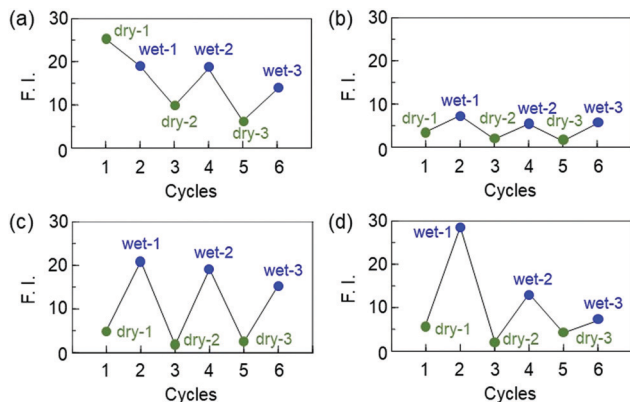 (a)
30
20
10
0
F. I.
dry-1
wet-1
dry-2
wet-2
dry-3
wet-3
1 2 3 4 5 6
Cycles
(b)
30
20
10
0
F. I.
dry-1
wet-1
dry-2
wet-2
dry-3
wet-3
1 2 3 4 5 6
Cycles
(c)
30
20
10
0
F. I.
dry-1
wet-1
dry-2
wet-2
dry-3
wet-3
1 2 3 4 5 6
Cycles
(d)
30
20
10
0
F. I.
dry-1
wet-1
dry-2
wet-2
dry-3
wet-3
1 2 3 4 5 6
Cycles